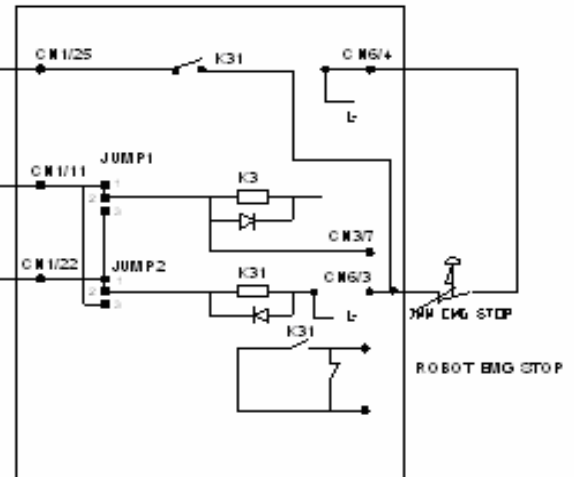 CN1/25
K31
CN6/4
L-
CN1/11
JUMP1
1
2
3
K3
CN3/7
CN1/22
JUMP2
1
2
3
K31
CN6/3
L-
EMG STOP
K31
ROBOT EMG STOP